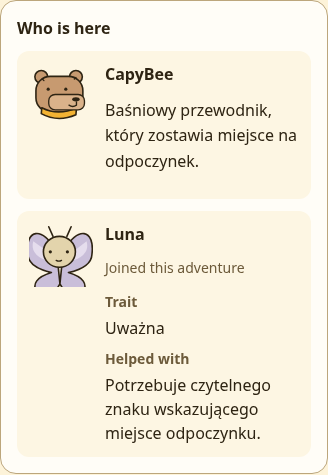 Who is here
CapyBee
Baśniowy przewodnik,
który zostawia miejsce na
odpoczynek.
Luna
Joined this adventure
Trait
Uważna
Helped with
Potrzebuje czytelnego
znaku wskazującego
miejsce odpoczynku.